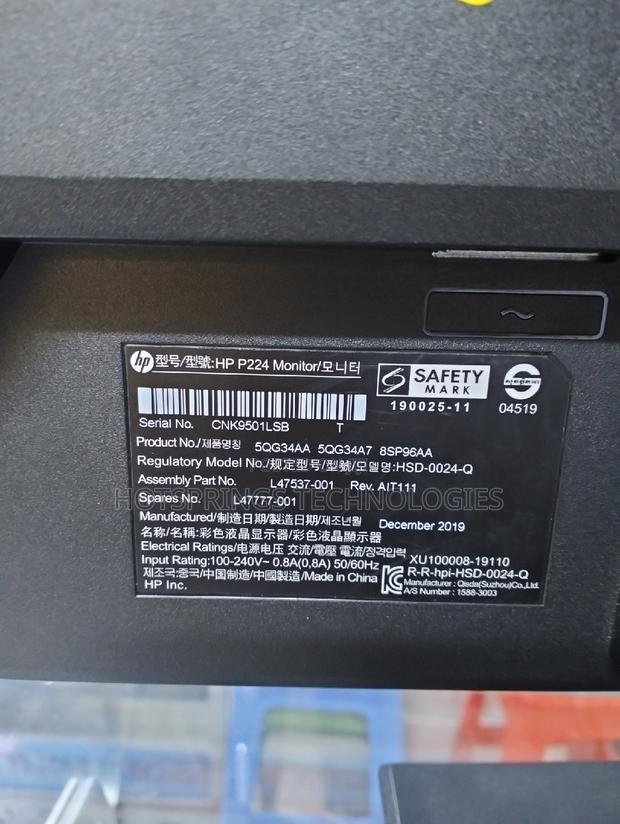 hp 型号/型號:HP P224 Monitor/모니터
SAFETY
MARK
190025-11
04519
Serial No. CNK9501LSB T
Product No./제품명칭 5QG34AA 5QG34A7 8SP96AA
Regulatory Model No./规定型号/型號/모델명:HSD-0024-Q
Assembly Part No. L47537-001 Rev. AIT111
Spares No. L47777-001
HOTSPRINGS TECHNOLOGIES
Manufactured/制造日期/製造日期/제조년월 December 2019
名称/名稱:彩色液晶显示器/彩色液晶顯示器
Electrical Ratings/电源电压 交流/電壓 電流/정격입력
Input Rating:100-240V~ 0.8A(0,8A) 50/60Hz
제조국:중국/中国制造/中國製造/Made in China
HP Inc.
XU100008-19110
R-R-hpi-HSD-0024-Q
Manufacturer : Qisda(Suzhou)Co.,Ltd.
A/S Number : 1588-3003